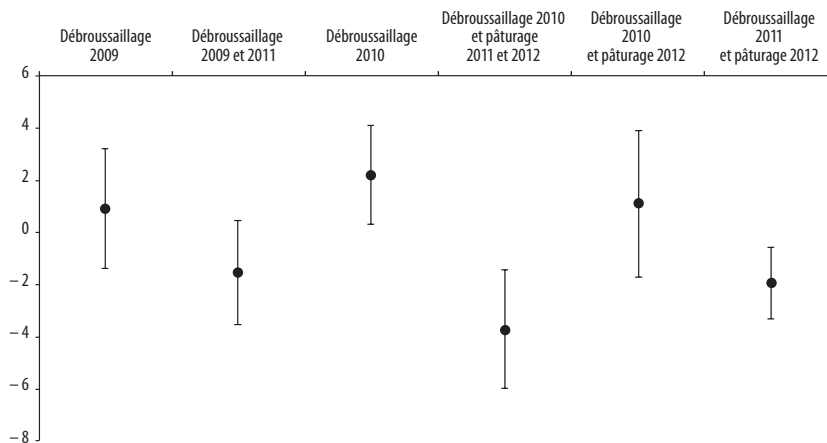 Débroussaillage
2009
Débroussaillage
2009 et 2011
Débroussaillage
2010
Débroussaillage 2010
et pâturage
2011 et 2012
Débroussaillage
2010
et pâturage 2012
Débroussaillage
2011
et pâturage 2012
6
4
2
0
– 2
– 4
– 6
– 8